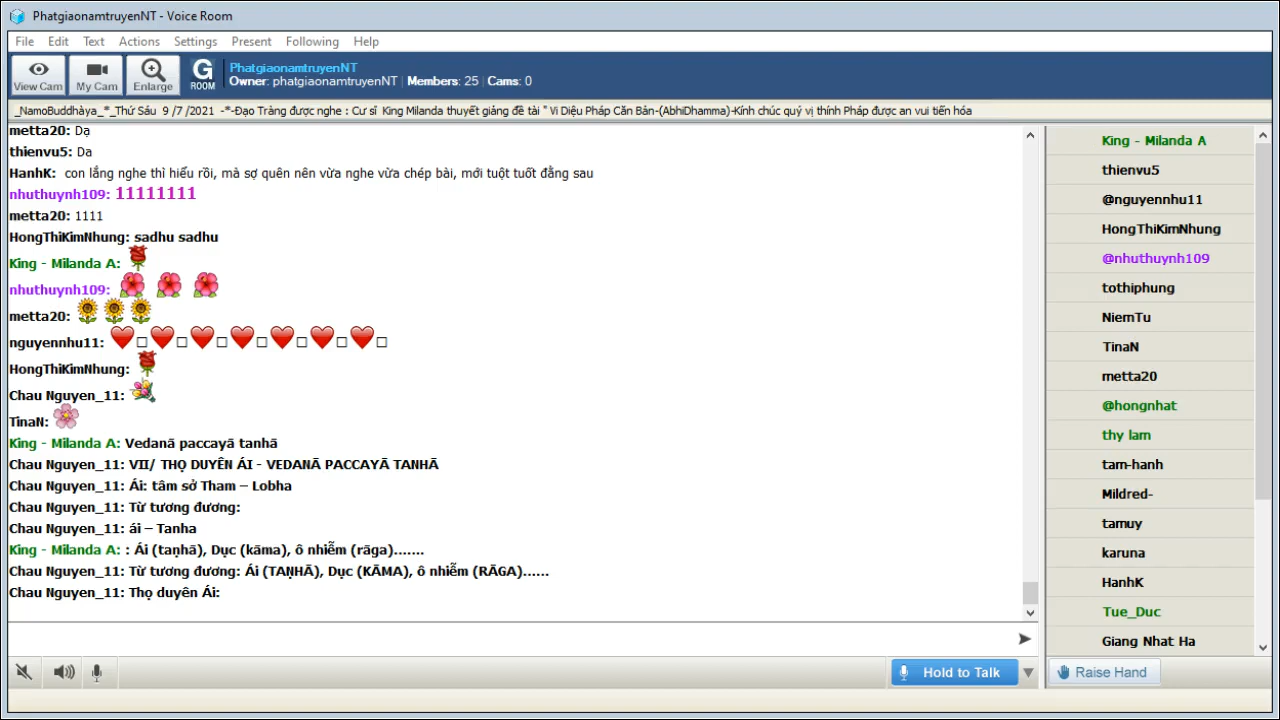 PhatgiaonamtruyenNT - Voice Room
File Edit Text Actions Settings Present Following Help
View Cam
My Cam
Enlarge
G
ROOM
PhatgiaonamtruyenNT
Owner: phatgiaonamtruyenNT | Members: 25 | Cams: 0
_NamoBuddhàya_*_Thứ Sáu 9 /7 /2021 -*-Đạo Tràng được nghe : Cư sĩ King Milanda thuyết giảng đề tài " Vi Diệu Pháp Căn Bản-(AbhiDhamma)-Kính chúc quý vị thính Pháp được an vui tiến hóa
metta20: Dạ
thienvu5: Da
HanhK: con lắng nghe thì hiểu rồi, mà sợ quên nên vừa nghe vừa chép bài, mới tuột tuốt đằng sau
nhuthuynh109: 11111111
metta20: 1111
HongThiKimNhung: sadhu sadhu
King - Milanda A:
nhuthuynh109:
metta20:
nguyennhu11:
HongThiKimNhung:
Chau Nguyen_11:
TinaN:
King - Milanda A: Vedanā paccayā tanhā
Chau Nguyen_11: VII/ THỌ DUYÊN ÁI - VEDANĀ PACCAYĀ TANHĀ
Chau Nguyen_11: Ái: tâm sở Tham – Lobha
Chau Nguyen_11: Từ tương đương:
Chau Nguyen_11: ái – Tanha
King - Milanda A: : Ái (taṇhā), Dục (kāma), ô nhiễm (rāga).......
Chau Nguyen_11: Từ tương đương: Ái (TAṆHĀ), Dục (KĀMA), ô nhiễm (RĀGA)......
Chau Nguyen_11: Thọ duyên Ái:
King - Milanda A
thienvu5
@nguyennhu11
HongThiKimNhung
@nhuthuynh109
tothiphung
NiemTu
TinaN
metta20
@hongnhat
thy lam
tam-hanh
Mildred-
tamuy
karuna
HanhK
Tue_Duc
Giang Nhat Ha
Hold to Talk
Raise Hand